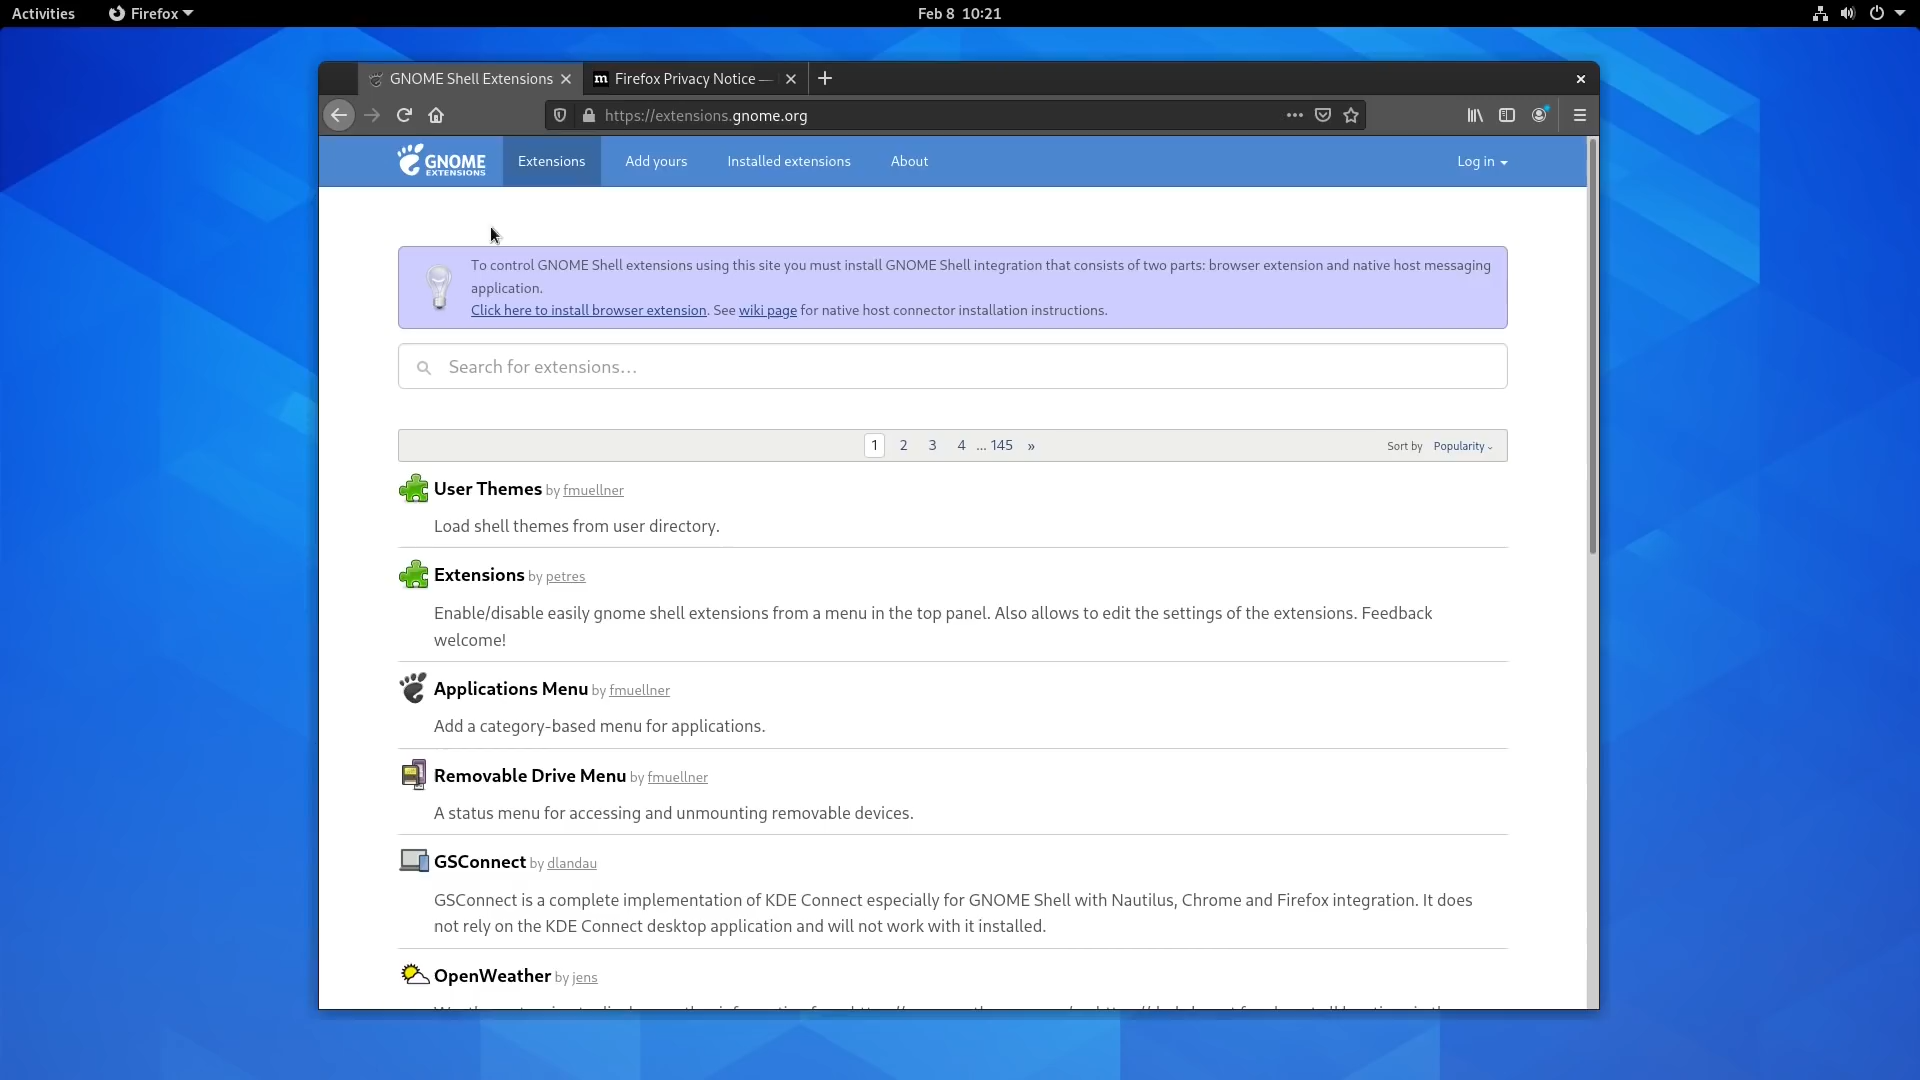 Activities
Firefox
Feb 8 10:21
GNOME Shell Extensions
m
Firefox Privacy Notice —
https://extensions.gnome.org
GNOME
EXTENSIONS
Extensions
Add yours
Installed extensions
About
Log in
To control GNOME Shell extensions using this site you must install GNOME Shell integration that consists of two parts: browser extension and native host messaging
application.
Click here to install browser extension. See wiki page for native host connector installation instructions.
Search for extensions…
1 2 3 4 ... 145 »
Sort by Popularity
User Themes by fmuellner
Load shell themes from user directory.
Extensions by petres
Enable/disable easily gnome shell extensions from a menu in the top panel. Also allows to edit the settings of the extensions. Feedback
welcome!
Applications Menu by fmuellner
Add a category-based menu for applications.
Removable Drive Menu by fmuellner
A status menu for accessing and unmounting removable devices.
GSConnect by dlandau
GSConnect is a complete implementation of KDE Connect especially for GNOME Shell with Nautilus, Chrome and Firefox integration. It does
not rely on the KDE Connect desktop application and will not work with it installed.
OpenWeather by jens